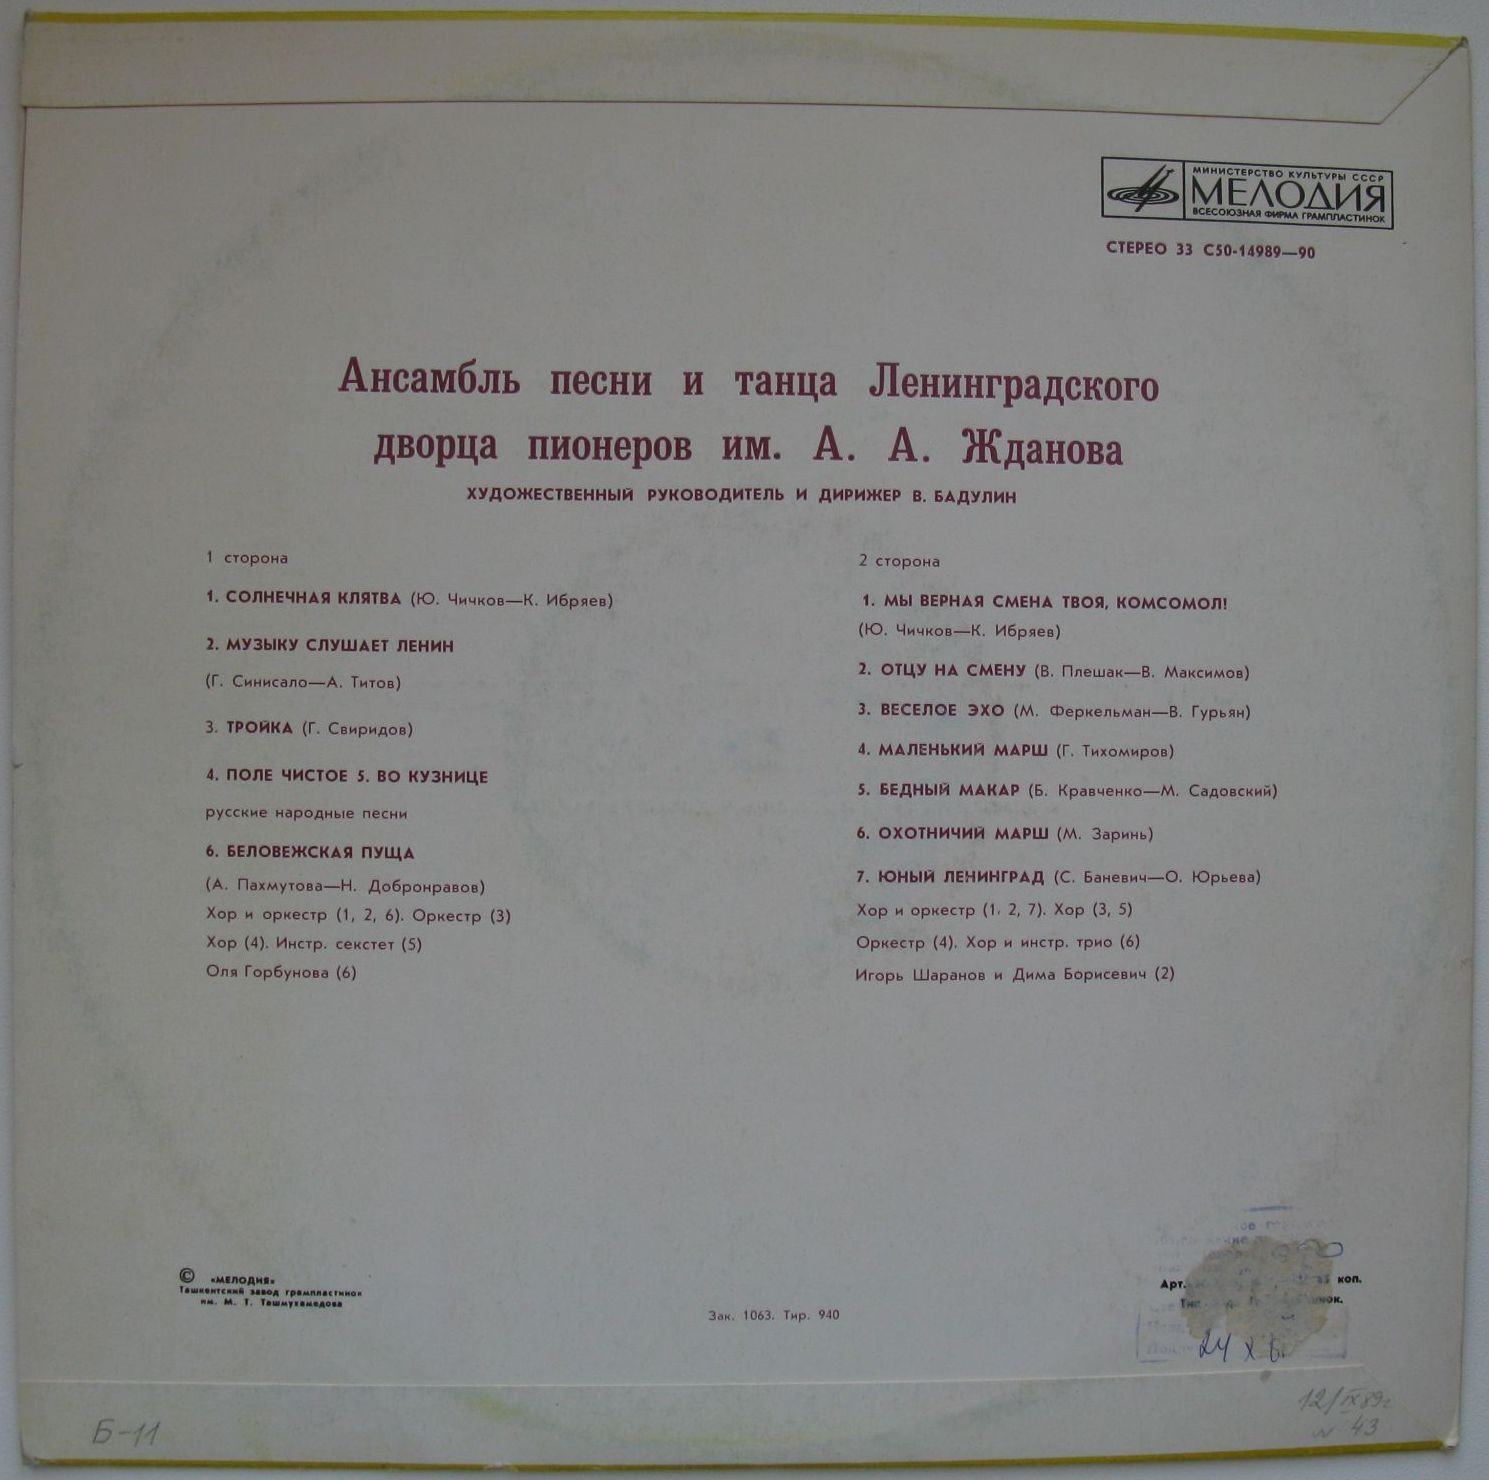 МИНИСТЕРСТВО КУЛЬТУРЫ СССР
МЕЛОДИЯ
ВСЕСОЮЗНАЯ ФИРМА ГРАМПЛАСТИНОК
СТЕРЕО 33 С50-14989—90
Ансамбль песни и танца Ленинградского
дворца пионеров им. А. А. Жданова
ХУДОЖЕСТВЕННЫЙ РУКОВОДИТЕЛЬ И ДИРИЖЕР В. БАДУЛИН
1 сторона
1. СОЛНЕЧНАЯ КЛЯТВА (Ю. Чичков—К. Ибряев)
2. МУЗЫКУ СЛУШАЕТ ЛЕНИН
(Г. Синисало—А. Титов)
3. ТРОЙКА (Г. Свиридов)
4. ПОЛЕ ЧИСТОЕ 5. ВО КУЗНИЦЕ
русские народные песни
6. БЕЛОВЕЖСКАЯ ПУЩА
(А. Пахмутова—Н. Добронравов)
Хор и оркестр (1, 2, 6). Оркестр (3)
Хор (4). Инстр. секстет (5)
Оля Горбунова (6)
2 сторона
1. МЫ ВЕРНАЯ СМЕНА ТВОЯ, КОМСОМОЛ!
(Ю. Чичков—К. Ибряев)
2. ОТЦУ НА СМЕНУ (В. Плешак—В. Максимов)
3. ВЕСЕЛОЕ ЭХО (М. Феркельман—В. Гурьян)
4. МАЛЕНЬКИЙ МАРШ (Г. Тихомиров)
5. БЕДНЫЙ МАКАР (Б. Кравченко—М. Садовский)
6. ОХОТНИЧИЙ МАРШ (М. Заринь)
7. ЮНЫЙ ЛЕНИНГРАД (С. Баневич—О. Юрьева)
Хор и оркестр (1, 2, 7). Хор (3, 5)
Оркестр (4). Хор и инстр. трио (6)
Игорь Шаранов и Дима Борисевич (2)
© «МЕЛОДИЯ»
Ташкентский завод грампластинок
им. М. Т. Ташмухамедова
Зак. 1063. Тир. 940
Арт. коп.
24 X
Б-11
12/IX 89г
N 43